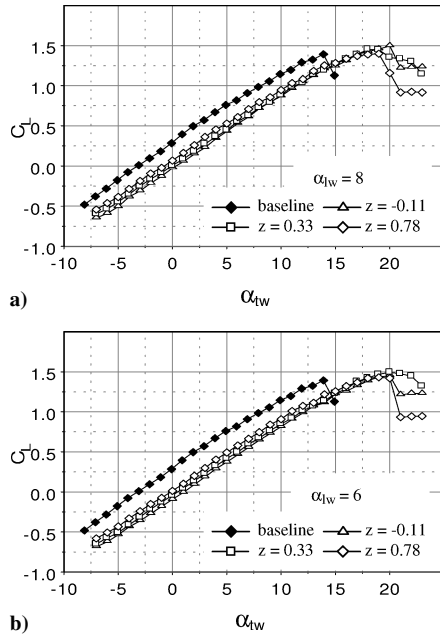 1.5
1.0
0.5
0.0
-0.5
-1.0
C_L
α_lw = 8
baseline
z = -0.11
z = 0.33
z = 0.78
-10 -5 0 5 10 15 20
a)
α_tw
1.5
1.0
0.5
0.0
-0.5
-1.0
C_L
α_lw = 6
baseline
z = -0.11
z = 0.33
z = 0.78
-10 -5 0 5 10 15 20
b)
α_tw